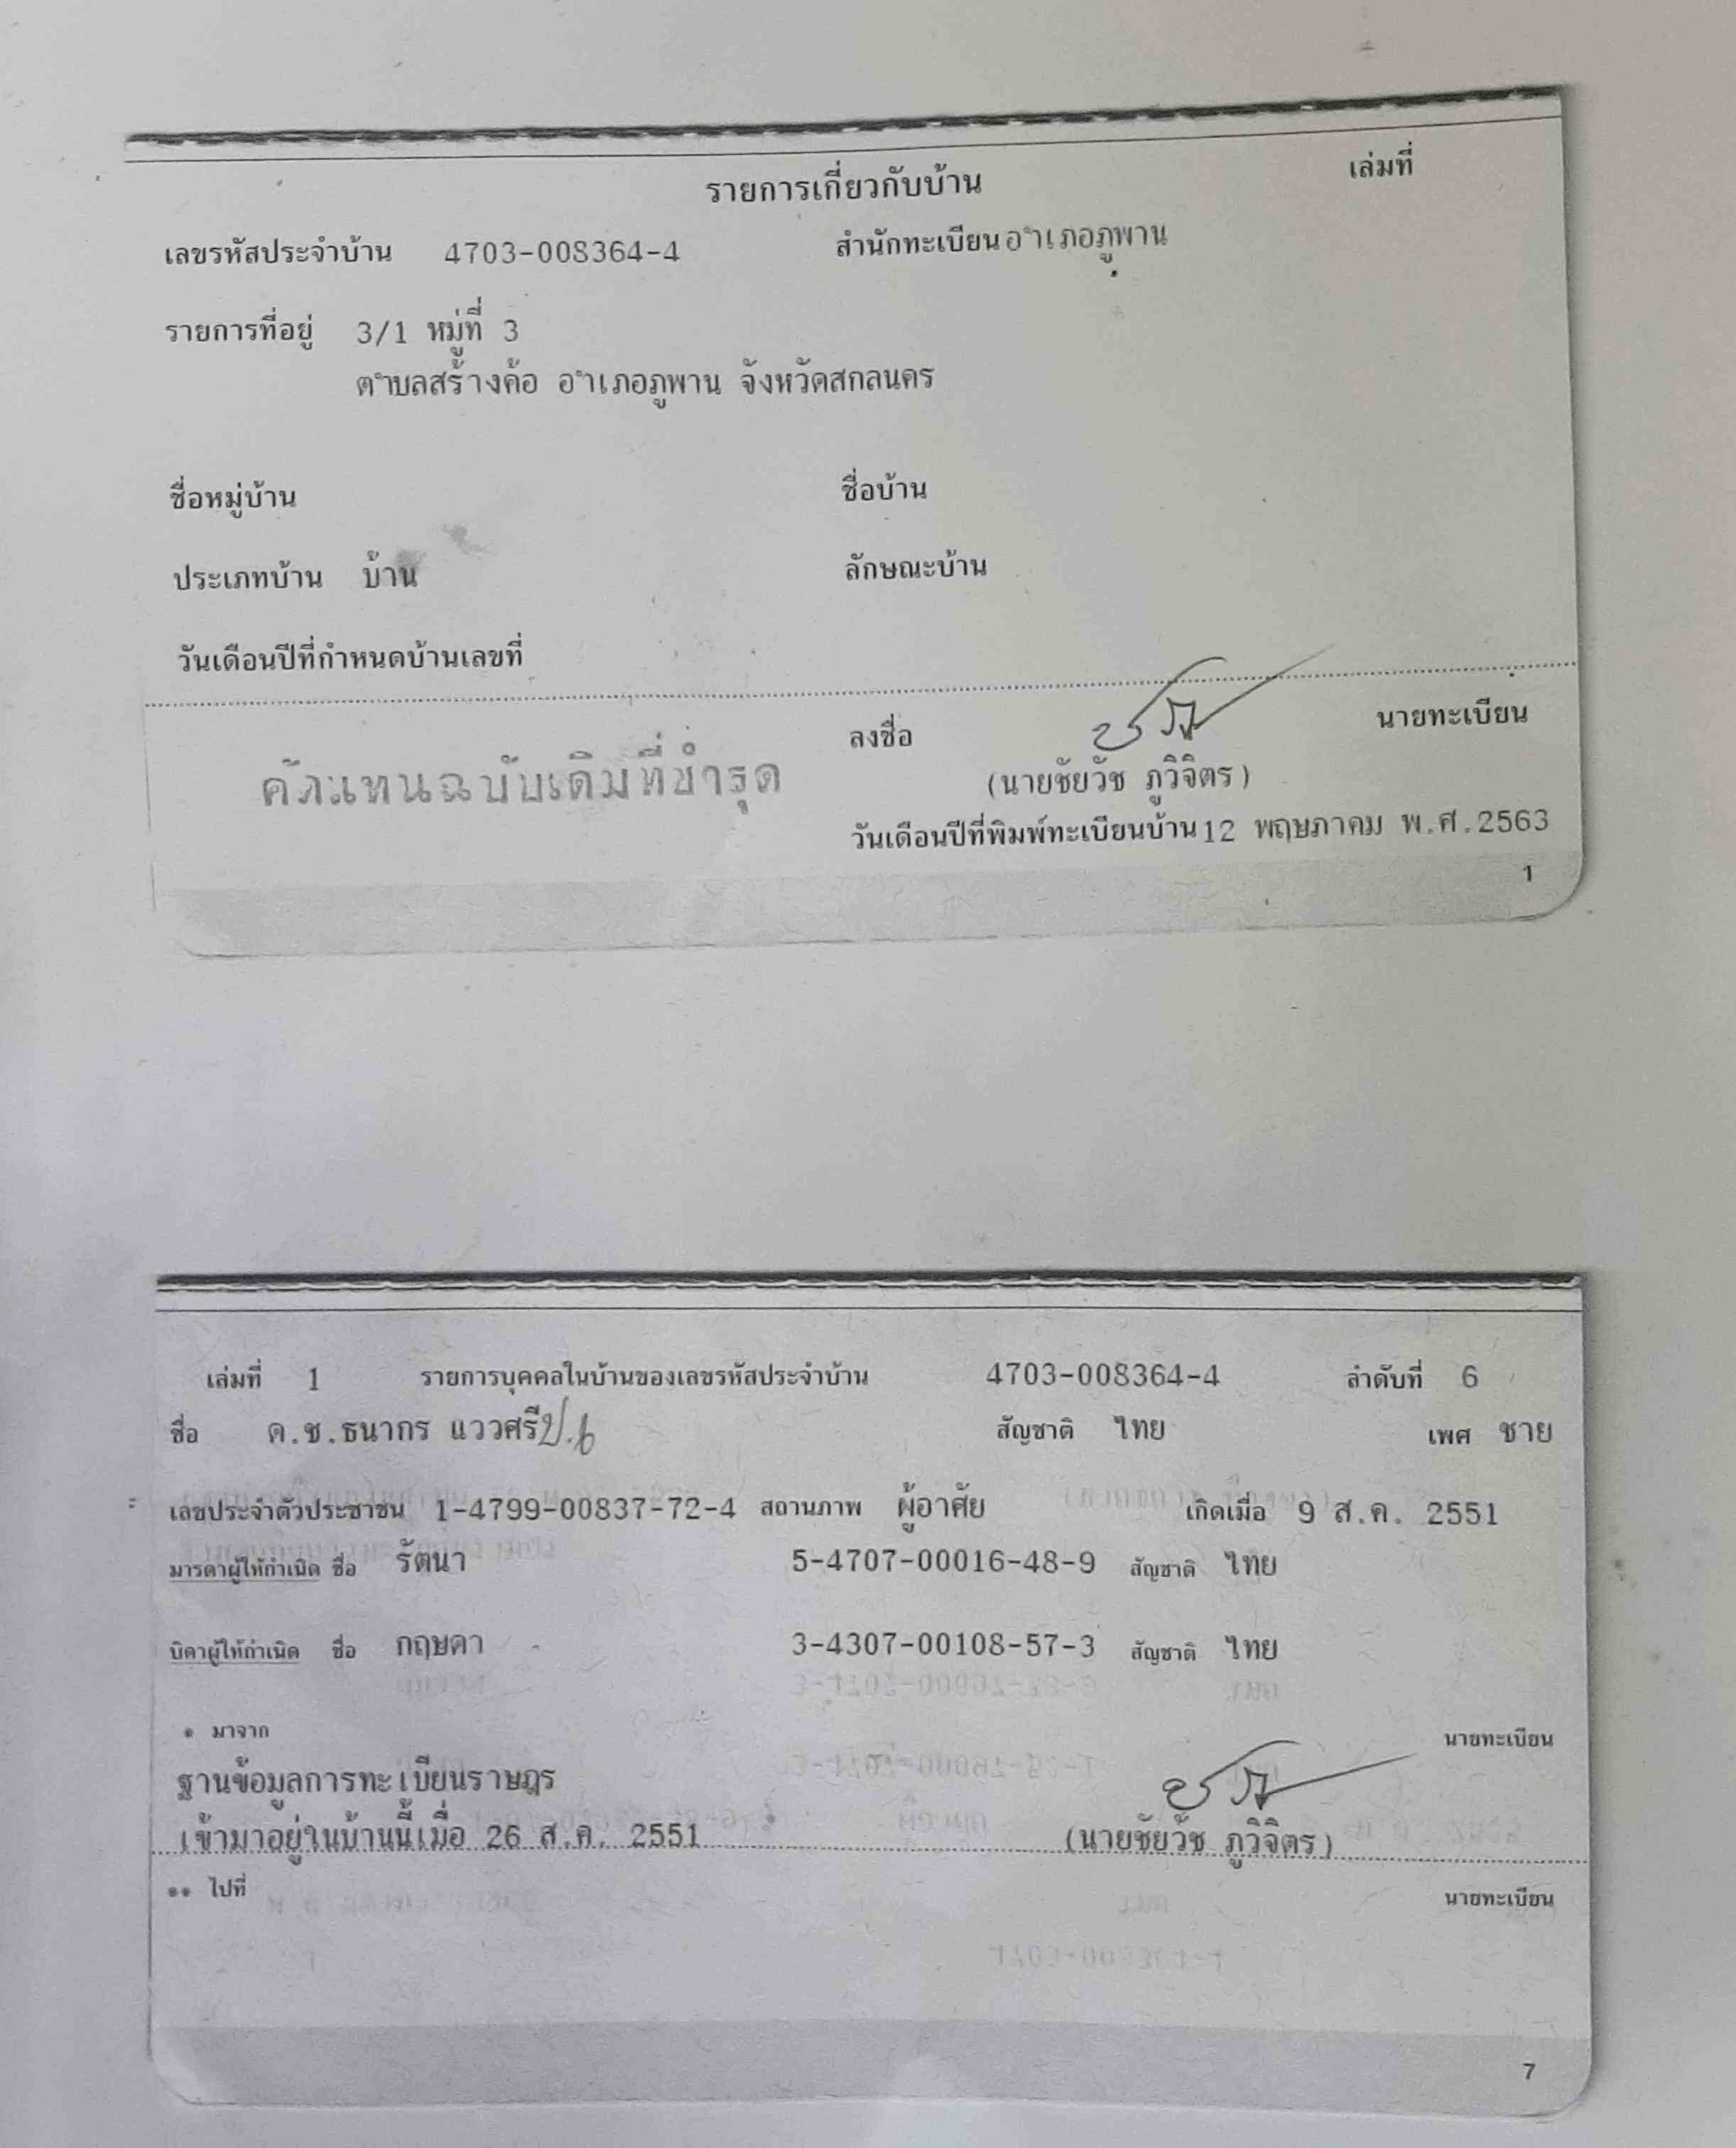 รายการเกี่ยวกับบ้าน เล่มที่
เลขรหัสประจำบ้าน 4703-008364-4 สำนักทะเบียน อำเภอภูพาน
รายการที่อยู่ 3/1 หมู่ที่ 3
ตำบลสร้างค้อ อำเภอภูพาน จังหวัดสกลนคร
ชื่อหมู่บ้าน ชื่อบ้าน
ประเภทบ้าน บ้าน ลักษณะบ้าน
วันเดือนปีที่กำหนดบ้านเลขที่
ลงชื่อ นายทะเบียน
คัดแทนฉบับเดิมที่ชำรุด
(นายชัยวัช ภูวิจิตร)
วันเดือนปีที่พิมพ์ทะเบียนบ้าน 12 พฤษภาคม พ.ศ.2563
1
เล่มที่ 1 รายการบุคคลในบ้านของเลขรหัสประจำบ้าน 4703-008364-4 ลำดับที่ 6
ชื่อ ด.ช.ธนากร แววศรี ป.6 สัญชาติ ไทย เพศ ชาย
เลขประจำตัวประชาชน 1-4799-00837-72-4 สถานภาพ ผู้อาศัย เกิดเมื่อ 9 ส.ค. 2551
มารดาผู้ให้กำเนิด ชื่อ รัตนา 5-4707-00016-48-9 สัญชาติ ไทย
บิดาผู้ให้กำเนิด ชื่อ กฤษดา 3-4307-00108-57-3 สัญชาติ ไทย
* มาจาก นายทะเบียน
ฐานข้อมูลการทะเบียนราษฎร
เข้ามาอยู่ในบ้านนี้เมื่อ 26 ส.ค. 2551 (นายชัยวัช ภูวิจิตร)
** ไปที่ นายทะเบียน
7